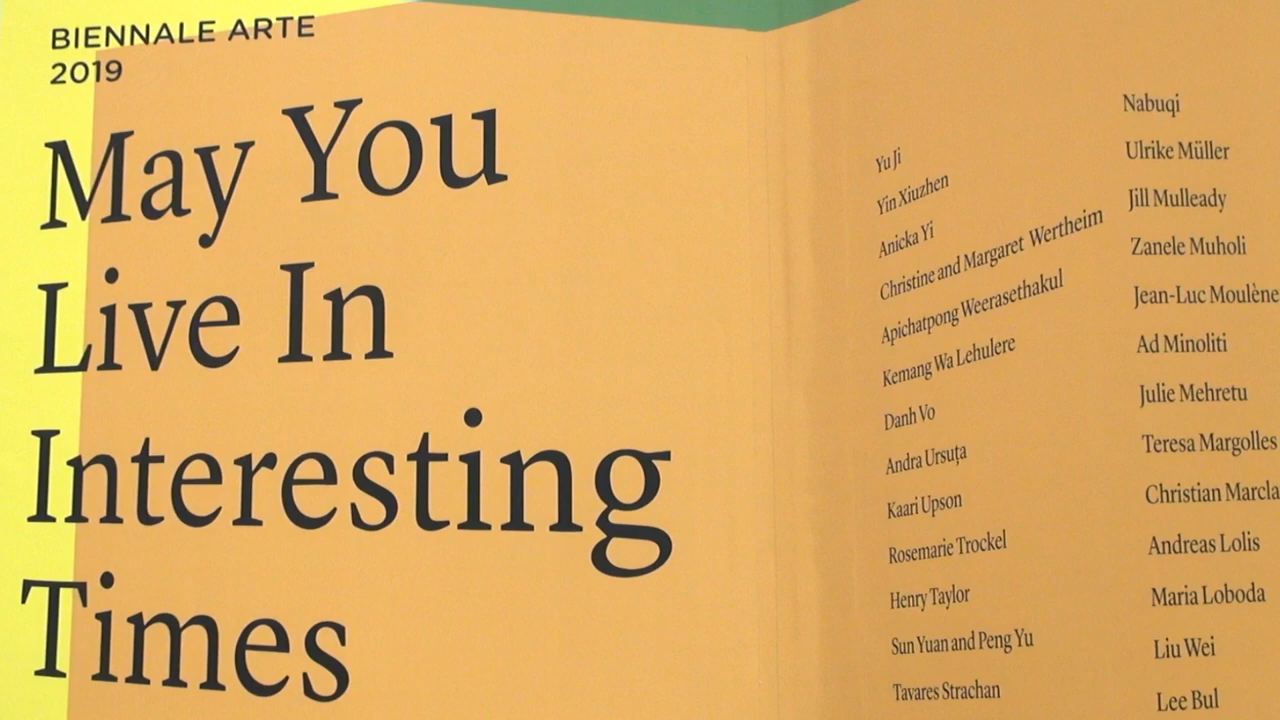 BIENNALE ARTE
2019
May You
Live In
Interesting
Times
Yu Ji
Yin Xiuzhen
Anicka Yi
Christine and Margaret Wertheim
Apichatpong Weerasethakul
Kemang Wa Lehulere
Danh Vo
Andra Ursuța
Kaari Upson
Rosemarie Trockel
Henry Taylor
Sun Yuan and Peng Yu
Tavares Strachan
Nabuqi
Ulrike Müller
Jill Mulleady
Zanele Muholi
Jean-Luc Moulène
Ad Minoliti
Julie Mehretu
Teresa Margolles
Christian Marcla
Andreas Lolis
Maria Loboda
Liu Wei
Lee Bul